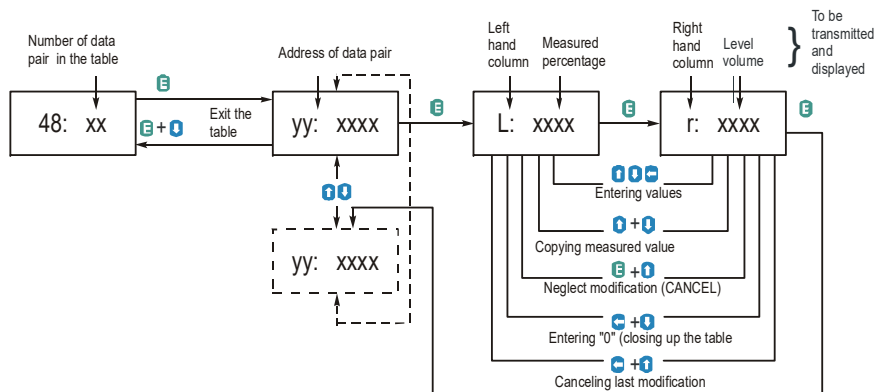 Number of data
pair in the table
Address of data pair
Left
hand
column
Measured
percentage
Right
hand
column
Level
volume
To be
transmitted
and
displayed
E
48: xx
E + ⬇
Exit the
table
yy: xxxx
E
L: xxxx
E
r: xxxx
E
⬆ ⬇
yy: xxxx
⬆ ⬇ ⬅
Entering values
⬆ + ⬇
Copying measured value
E + ⬆
Neglect modification (CANCEL)
⬅ + ⬇
Entering "0" (closing up the table
⬅ + ⬆
Canceling last modification